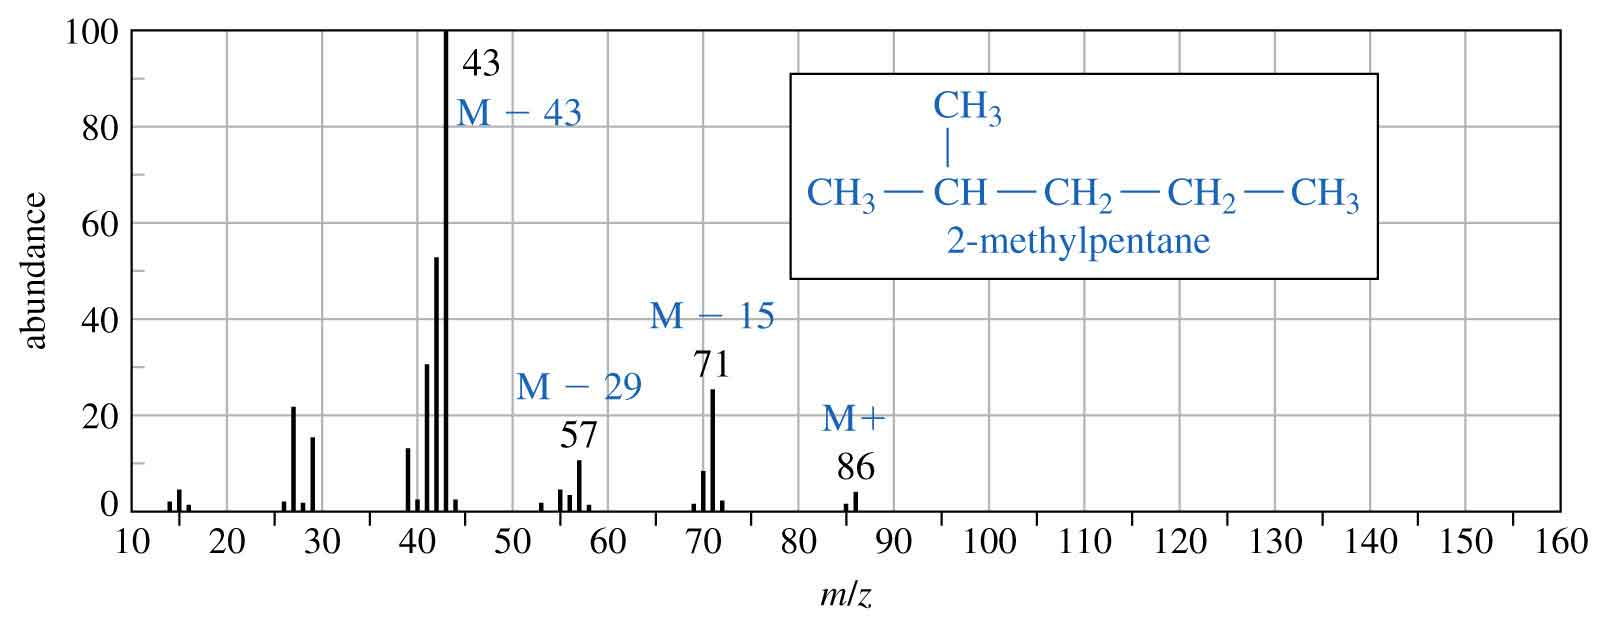 100
80
60
40
20
0
abundance
43
M − 43
M − 15
71
M − 29
57
M+
86
CH₃
CH₃ — CH — CH₂ — CH₂ — CH₃
2-methylpentane
10 20 30 40 50 60 70 80 90 100 110 120 130 140 150 160
m/z